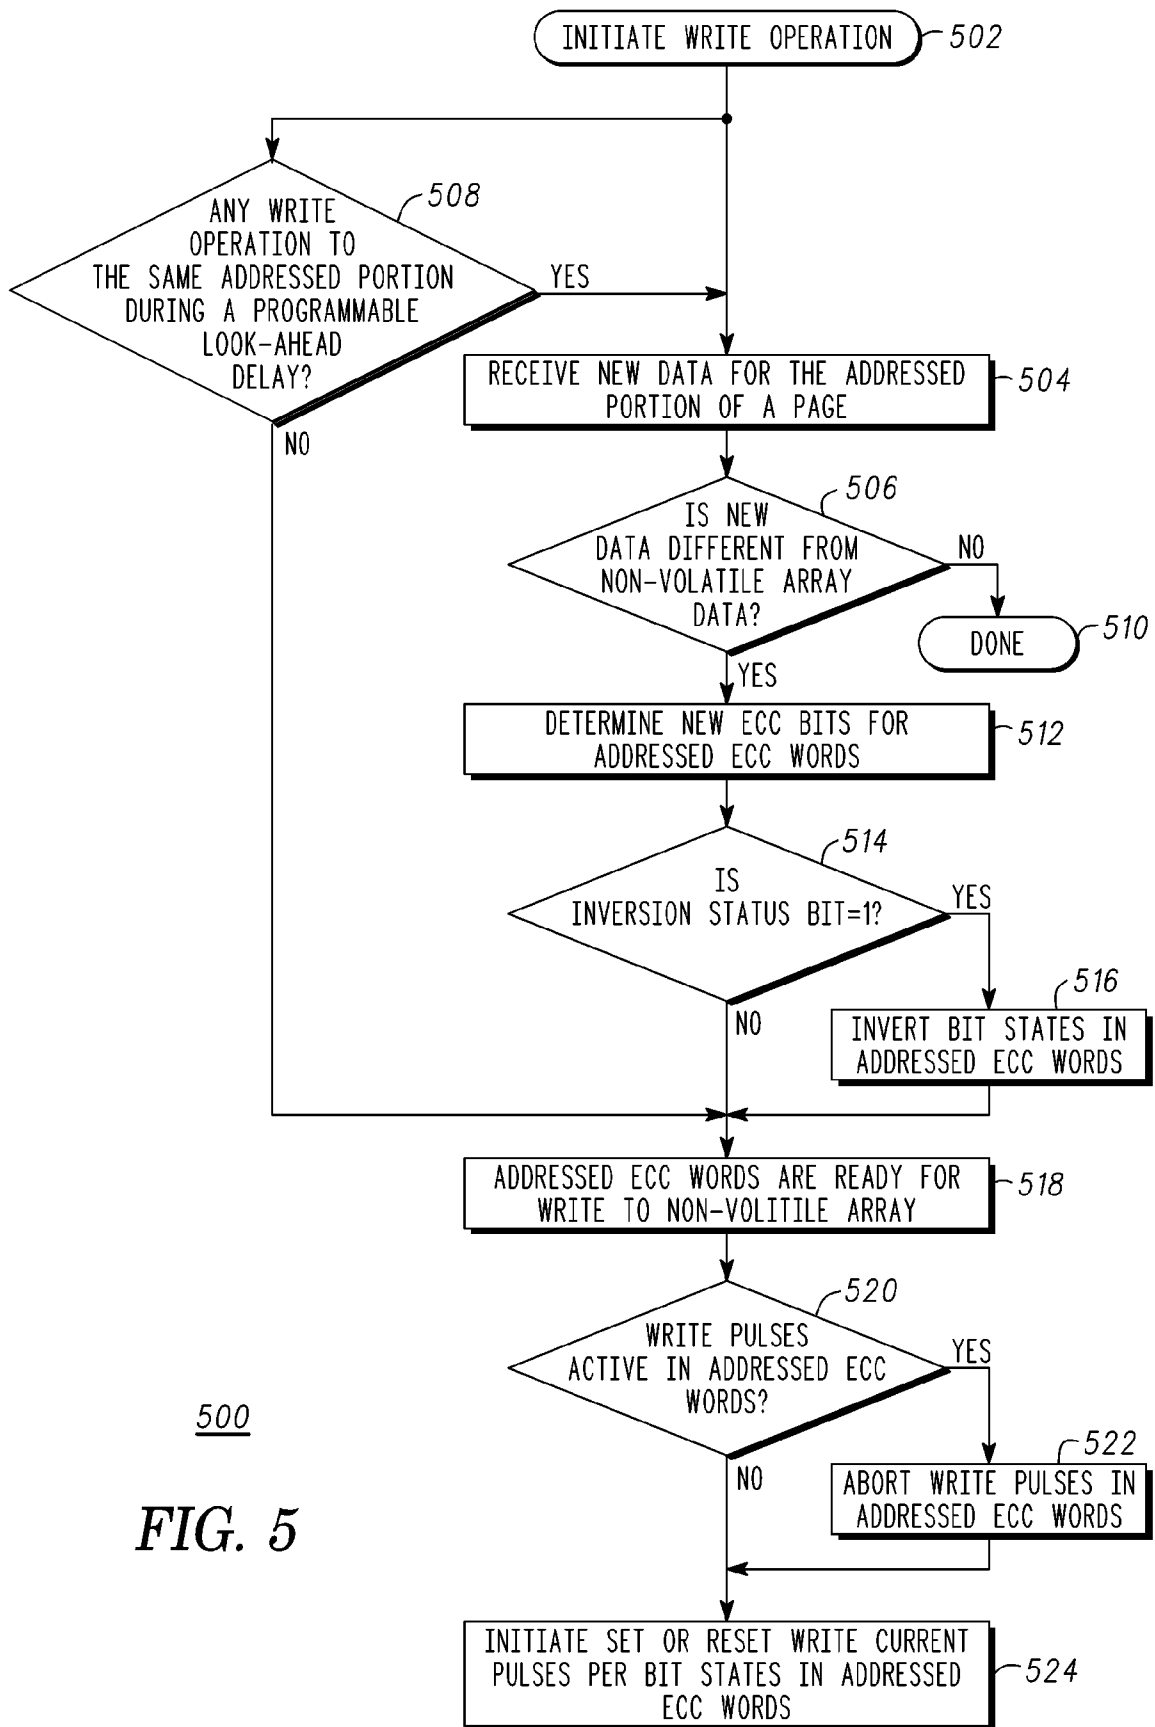 INITIATE WRITE OPERATION
502
508
ANY WRITE
OPERATION TO
THE SAME ADDRESSED PORTION
DURING A PROGRAMMABLE
LOOK-AHEAD
DELAY?
YES
NO
RECEIVE NEW DATA FOR THE ADDRESSED
PORTION OF A PAGE
504
506
IS NEW
DATA DIFFERENT FROM
NON-VOLATILE ARRAY
DATA?
NO
DONE
510
YES
DETERMINE NEW ECC BITS FOR
ADDRESSED ECC WORDS
512
514
IS
INVERSION STATUS BIT=1?
YES
NO
516
INVERT BIT STATES IN
ADDRESSED ECC WORDS
ADDRESSED ECC WORDS ARE READY FOR
WRITE TO NON-VOLITILE ARRAY
518
520
WRITE PULSES
ACTIVE IN ADDRESSED ECC
WORDS?
YES
NO
522
ABORT WRITE PULSES IN
ADDRESSED ECC WORDS
INITIATE SET OR RESET WRITE CURRENT
PULSES PER BIT STATES IN ADDRESSED
ECC WORDS
524
500
FIG. 5